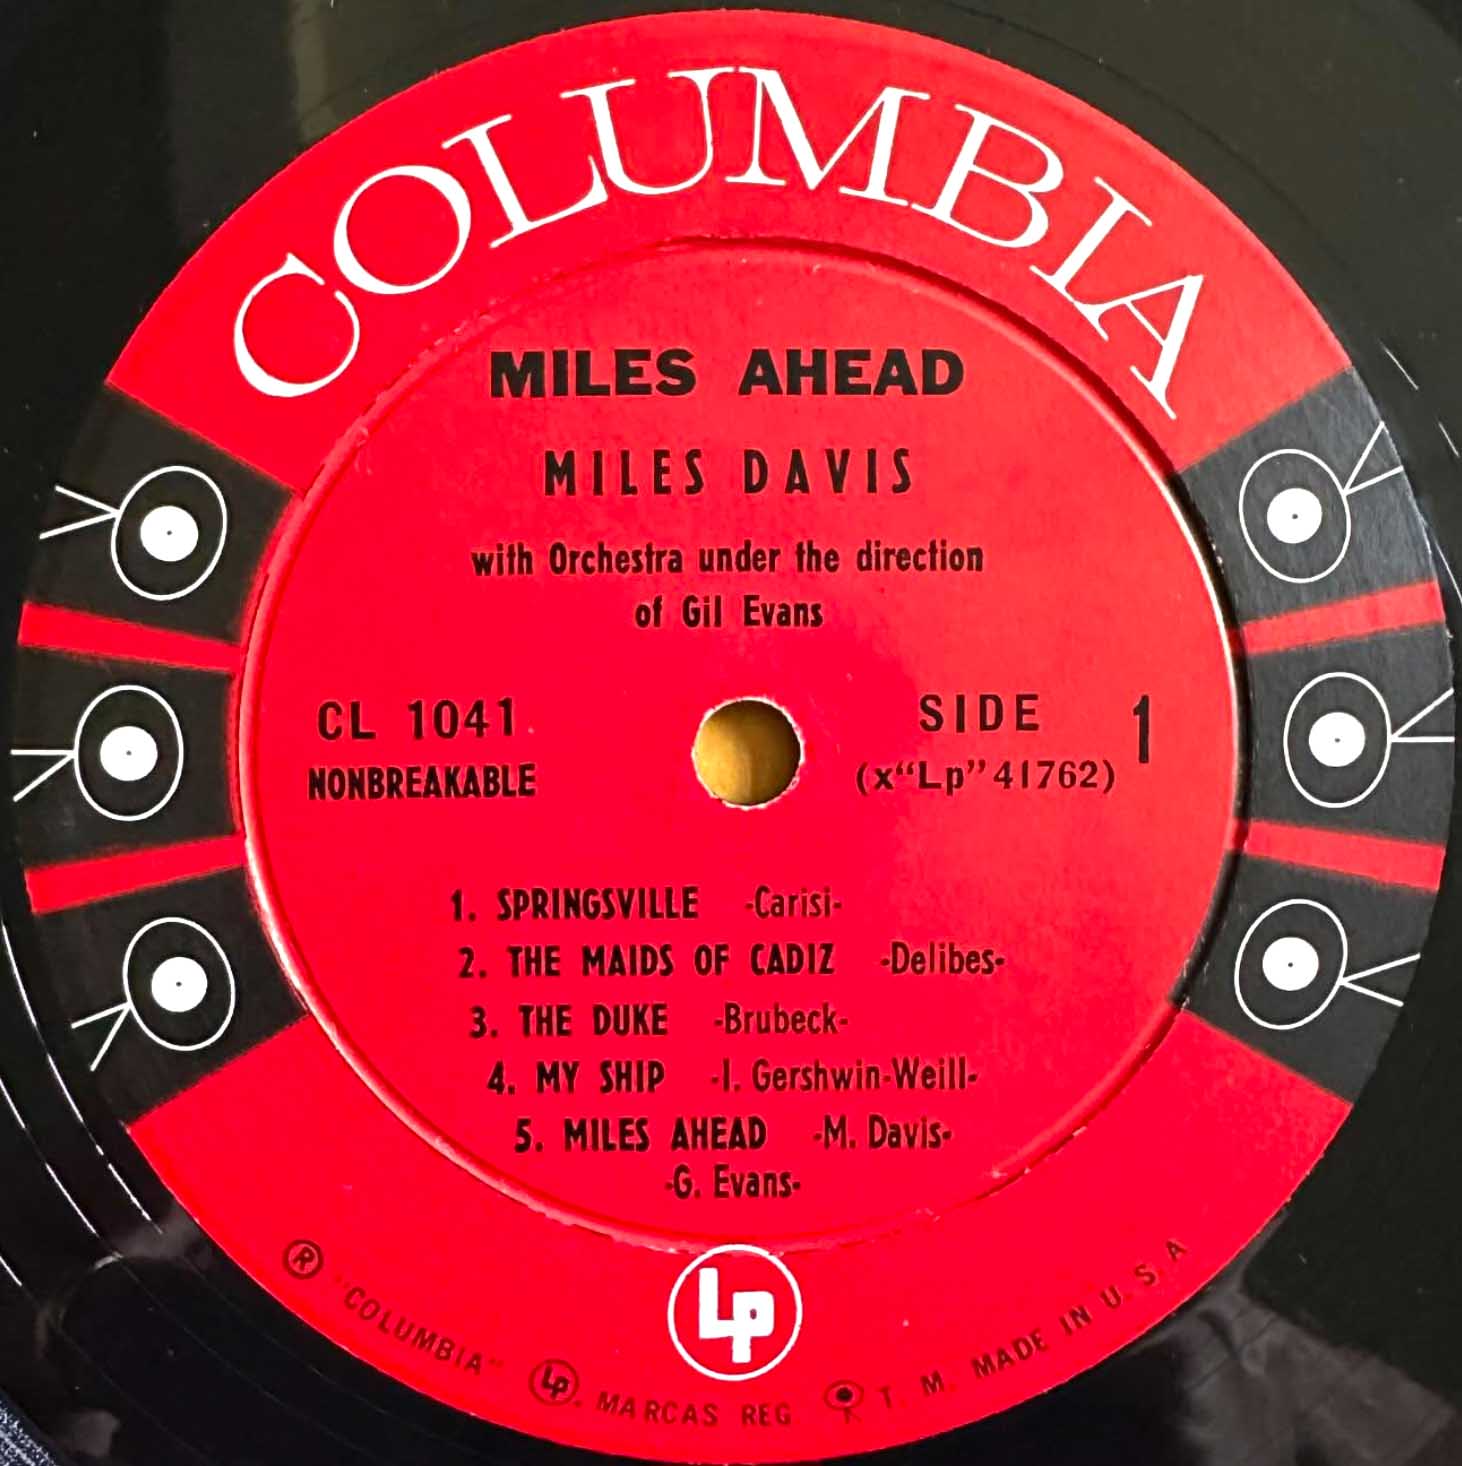 COLUMBIA
MILES AHEAD
MILES DAVIS
with Orchestra under the direction
of Gil Evans
CL 1041
NONBREAKABLE
SIDE 1
(x“Lp” 41762)
1. SPRINGSVILLE -Carisi-
2. THE MAIDS OF CADIZ -Delibes-
3. THE DUKE -Brubeck-
4. MY SHIP -I. Gershwin-Weill-
5. MILES AHEAD -M. Davis-
-G. Evans-
Lp
® "COLUMBIA" Lp. MARCAS REG T. M. MADE IN U. S. A